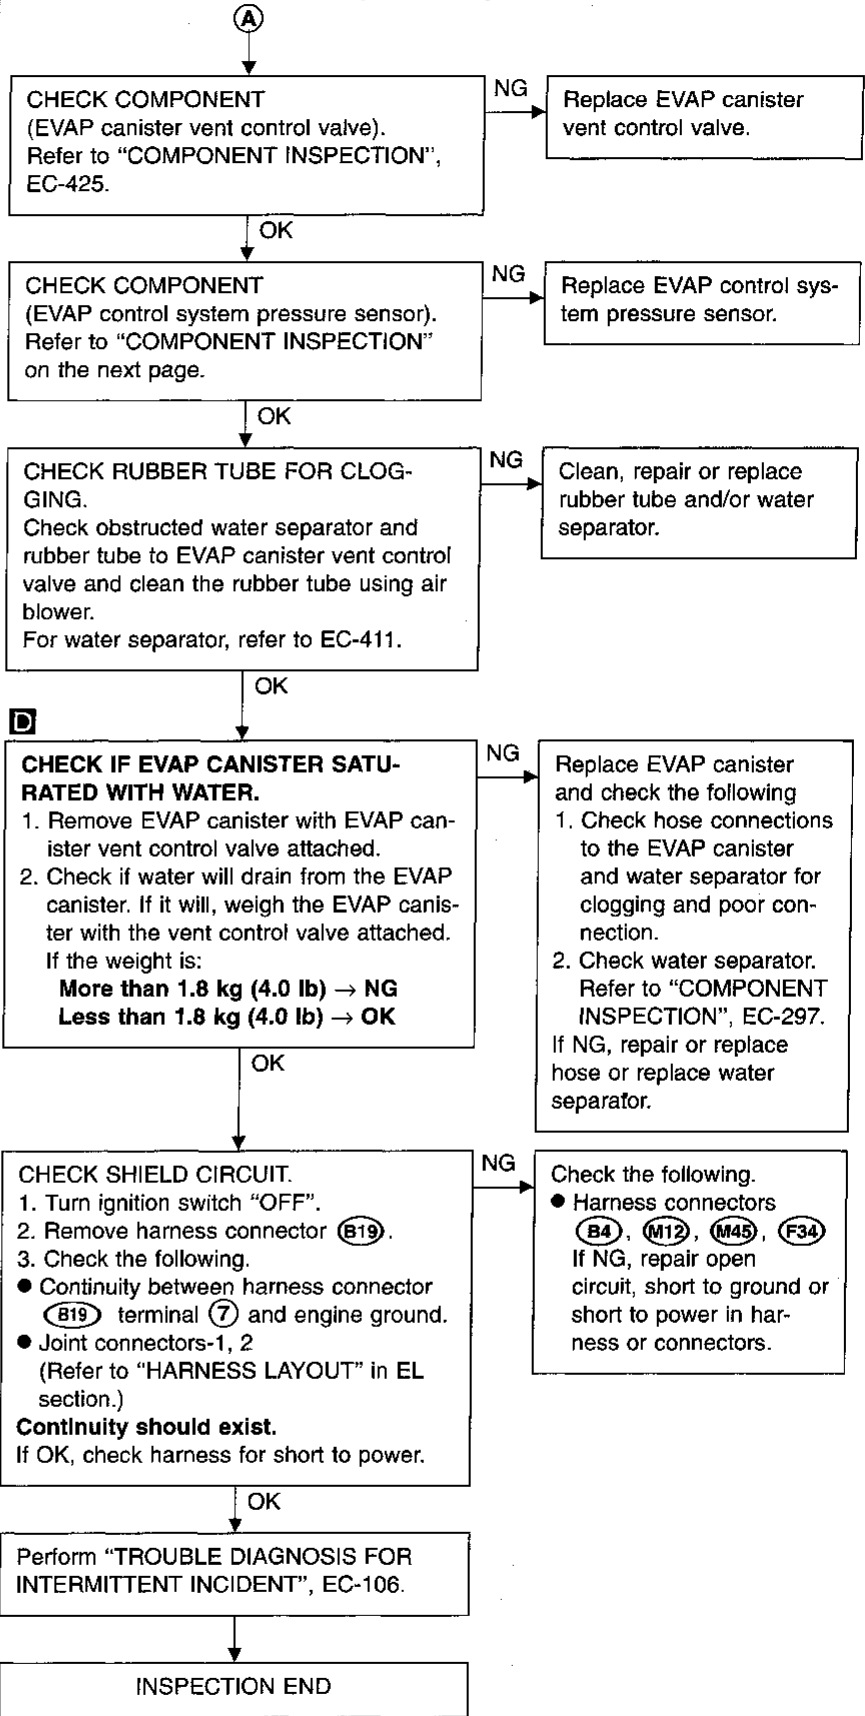 A
CHECK COMPONENT
(EVAP canister vent control valve).
Refer to “COMPONENT INSPECTION”,
EC-425.
NG
Replace EVAP canister
vent control valve.
OK
CHECK COMPONENT
(EVAP control system pressure sensor).
Refer to “COMPONENT INSPECTION”
on the next page.
NG
Replace EVAP control sys-
tem pressure sensor.
OK
CHECK RUBBER TUBE FOR CLOG-
GING.
Check obstructed water separator and
rubber tube to EVAP canister vent control
valve and clean the rubber tube using air
blower.
For water separator, refer to EC-411.
NG
Clean, repair or replace
rubber tube and/or water
separator.
OK
D
CHECK IF EVAP CANISTER SATU-
RATED WITH WATER.
1. Remove EVAP canister with EVAP can-
ister vent control valve attached.
2. Check if water will drain from the EVAP
canister. If it will, weigh the EVAP canis-
ter with the vent control valve attached.
If the weight is:
More than 1.8 kg (4.0 lb) → NG
Less than 1.8 kg (4.0 lb) → OK
NG
Replace EVAP canister
and check the following
1. Check hose connections
to the EVAP canister
and water separator for
clogging and poor con-
nection.
2. Check water separator.
Refer to “COMPONENT
INSPECTION”, EC-297.
If NG, repair or replace
hose or replace water
separator.
OK
CHECK SHIELD CIRCUIT.
1. Turn ignition switch “OFF”.
2. Remove harness connector B19.
3. Check the following.
● Continuity between harness connector
B19 terminal 7 and engine ground.
● Joint connectors-1, 2
(Refer to “HARNESS LAYOUT” in EL
section.)
Continuity should exist.
If OK, check harness for short to power.
NG
Check the following.
● Harness connectors
B4, M12, M45, F34
If NG, repair open
circuit, short to ground or
short to power in har-
ness or connectors.
OK
Perform “TROUBLE DIAGNOSIS FOR
INTERMITTENT INCIDENT”, EC-106.
INSPECTION END